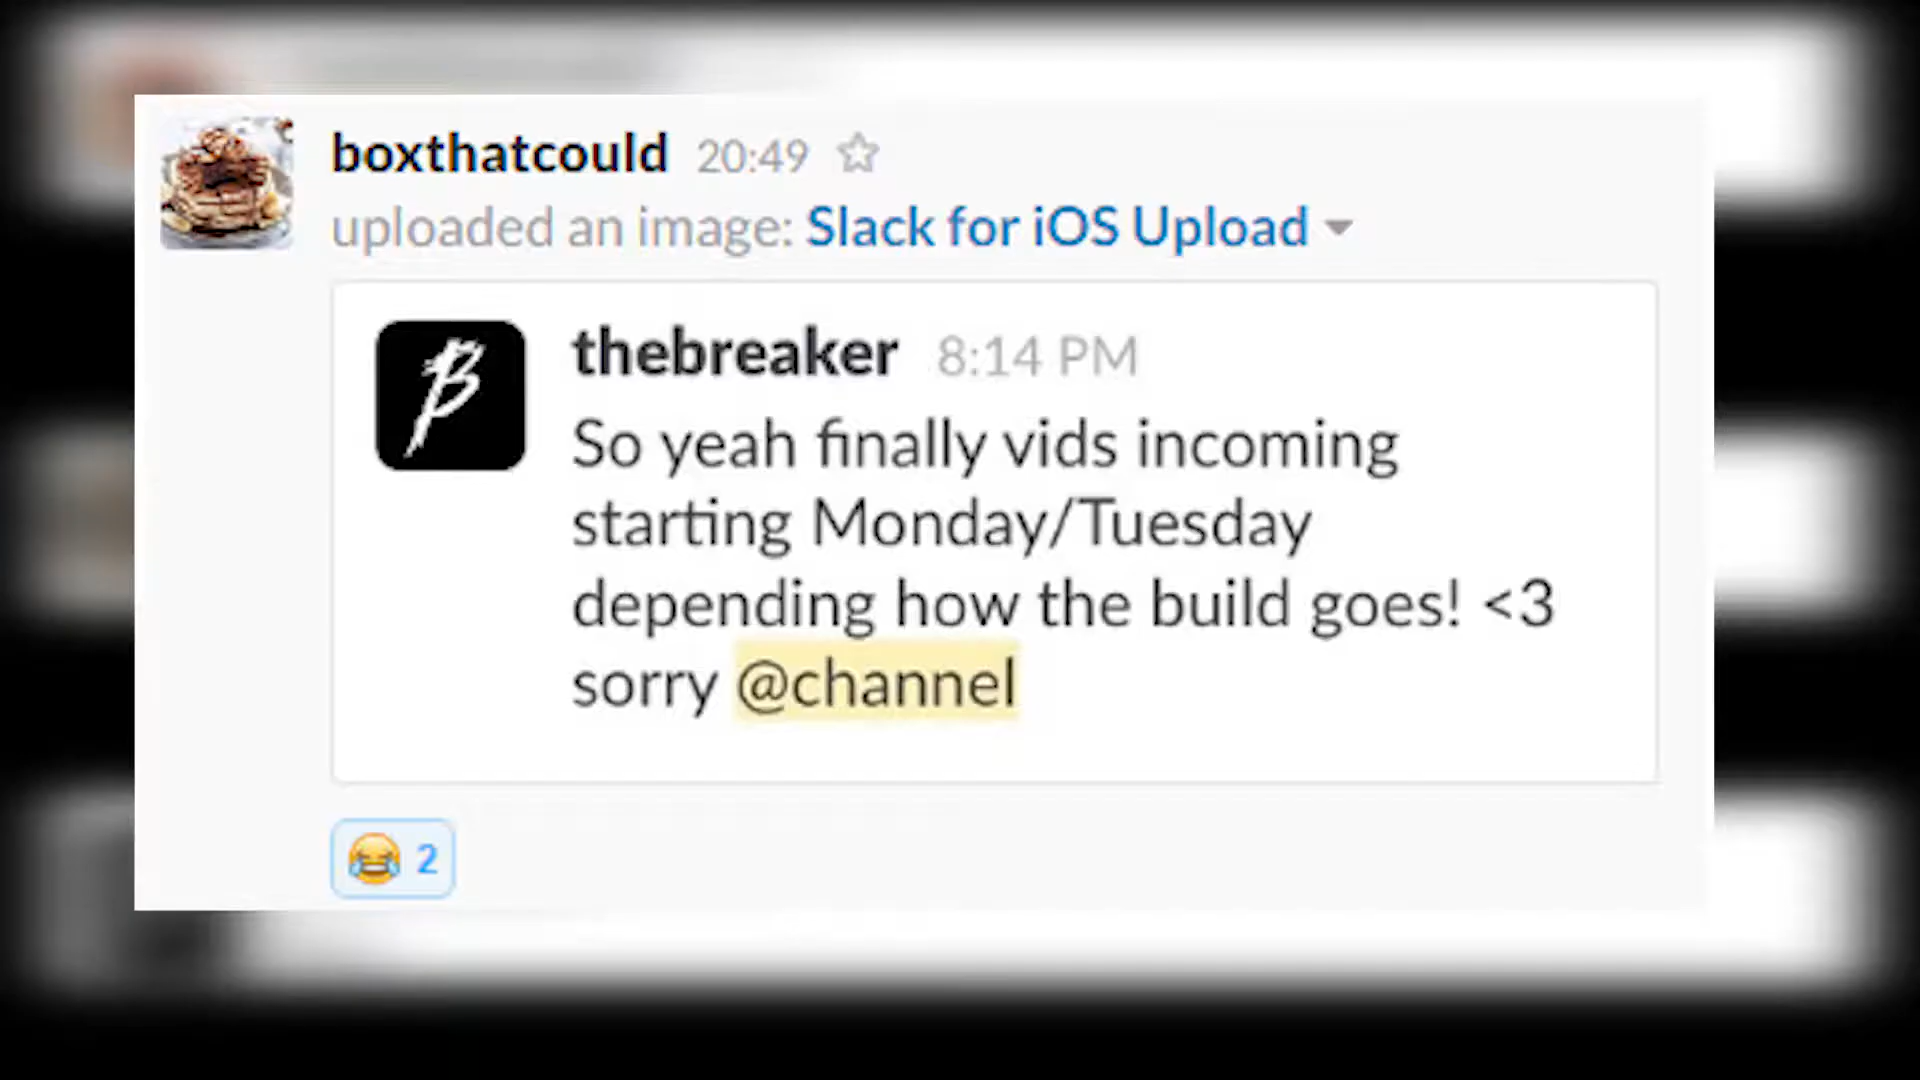 boxthatcould 20:49
uploaded an image: Slack for iOS Upload
thebreaker 8:14 PM
So yeah finally vids incoming
starting Monday/Tuesday
depending how the build goes! <3
sorry @channel
2